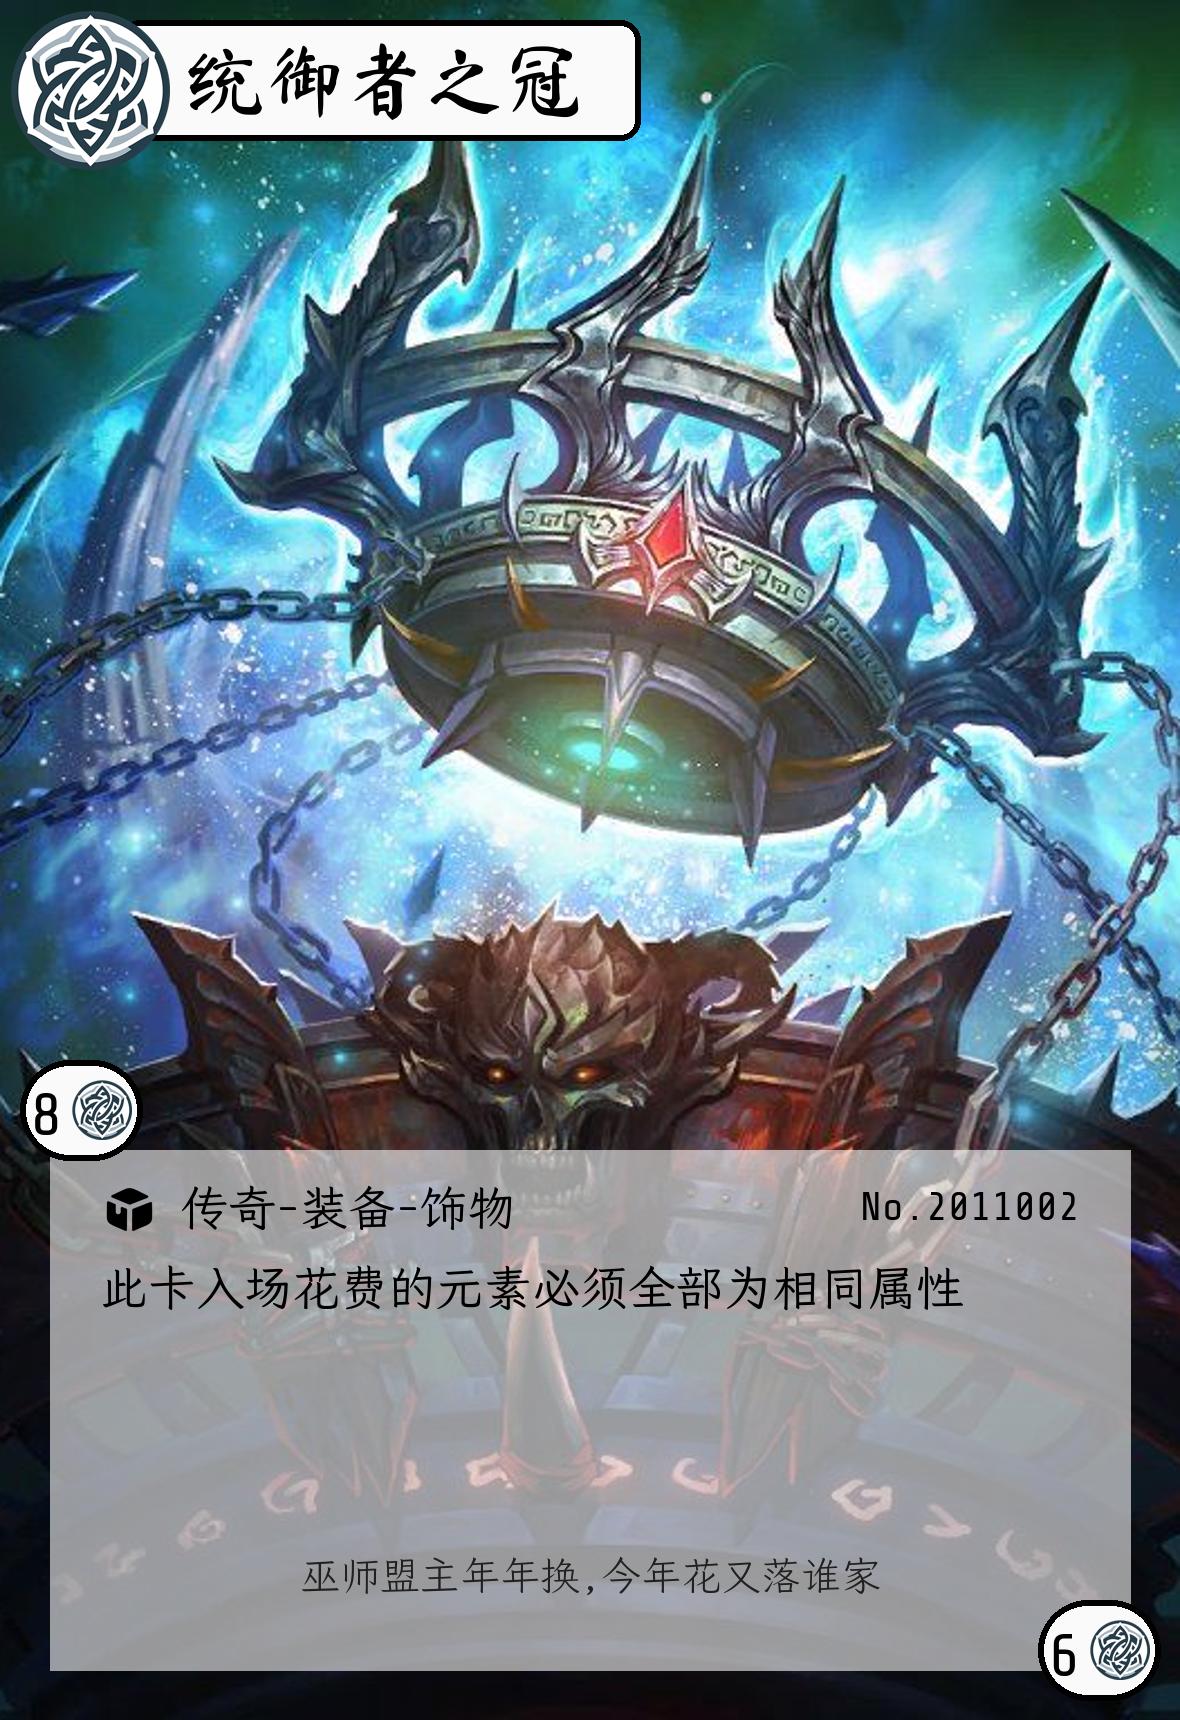 统御者之冠
8
传奇-装备-饰物
No.2011002
此卡入场花费的元素必须全部为相同属性
巫师盟主年年换,今年花又落谁家
6